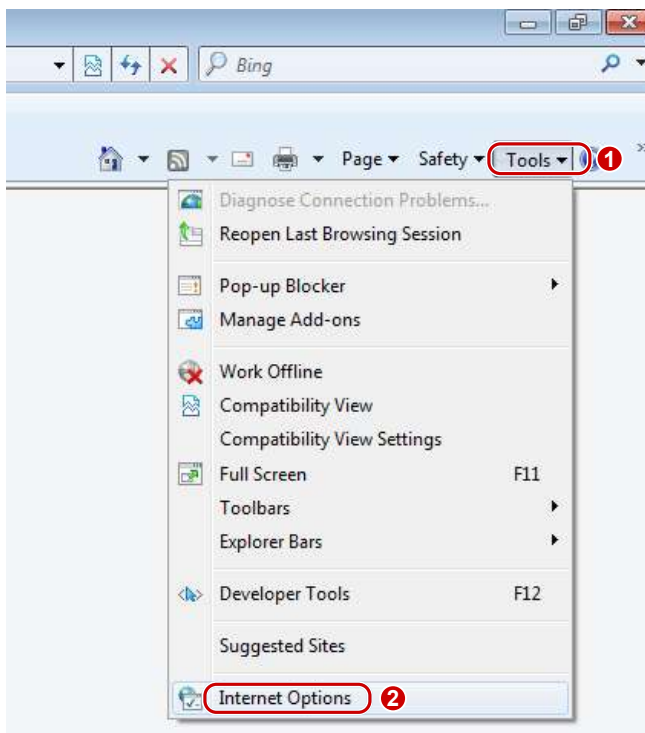 Bing
Page Safety Tools 1 »
Diagnose Connection Problems...
Reopen Last Browsing Session
Pop-up Blocker
Manage Add-ons
Work Offline
Compatibility View
Compatibility View Settings
Full Screen F11
Toolbars
Explorer Bars
Developer Tools F12
Suggested Sites
Internet Options 2